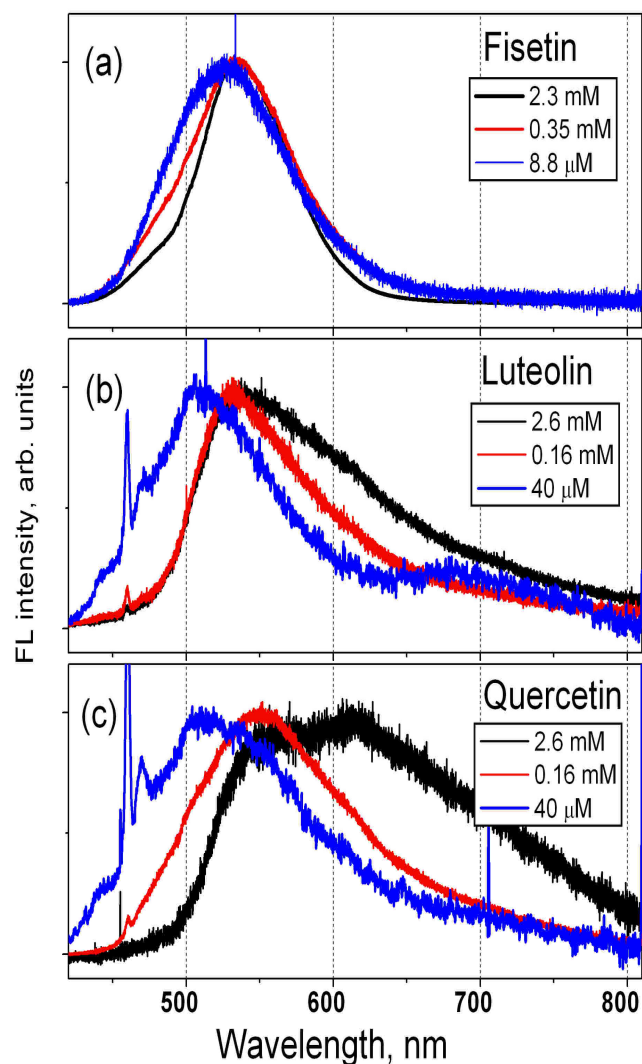 (a)
Fisetin
2.3 mM
0.35 mM
8.8 μM
(b)
Luteolin
2.6 mM
0.16 mM
40 μM
(c)
Quercetin
2.6 mM
0.16 mM
40 μM
FL intensity, arb. units
500 600 700 800
Wavelength, nm